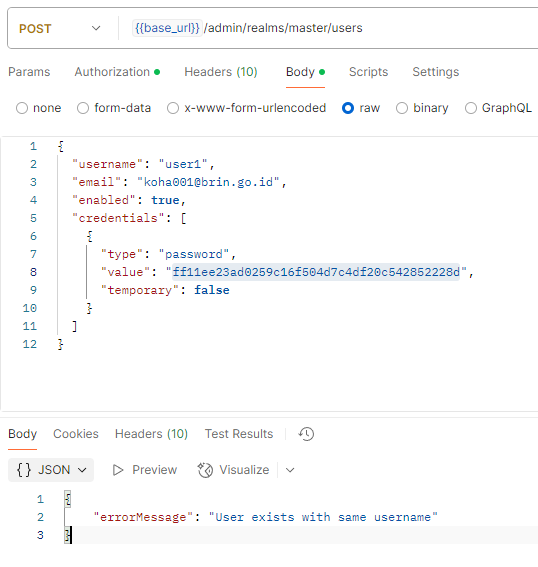 POST {{base_url}} /admin/realms/master/users
Params Authorization Headers (10) Body Scripts Settings
none form-data x-www-form-urlencoded raw binary GraphQL
1 {
2 "username": "user1",
3 "email": "koha001@brin.go.id",
4 "enabled": true,
5 "credentials": [
6 {
7 "type": "password",
8 "value": "ff11ee23ad0259c16f504d7c4df20c542852228d",
9 "temporary": false
10 }
11 ]
12 }
Body Cookies Headers (10) Test Results
{} JSON Preview Visualize
1 {
2 "errorMessage": "User exists with same username"
3 }